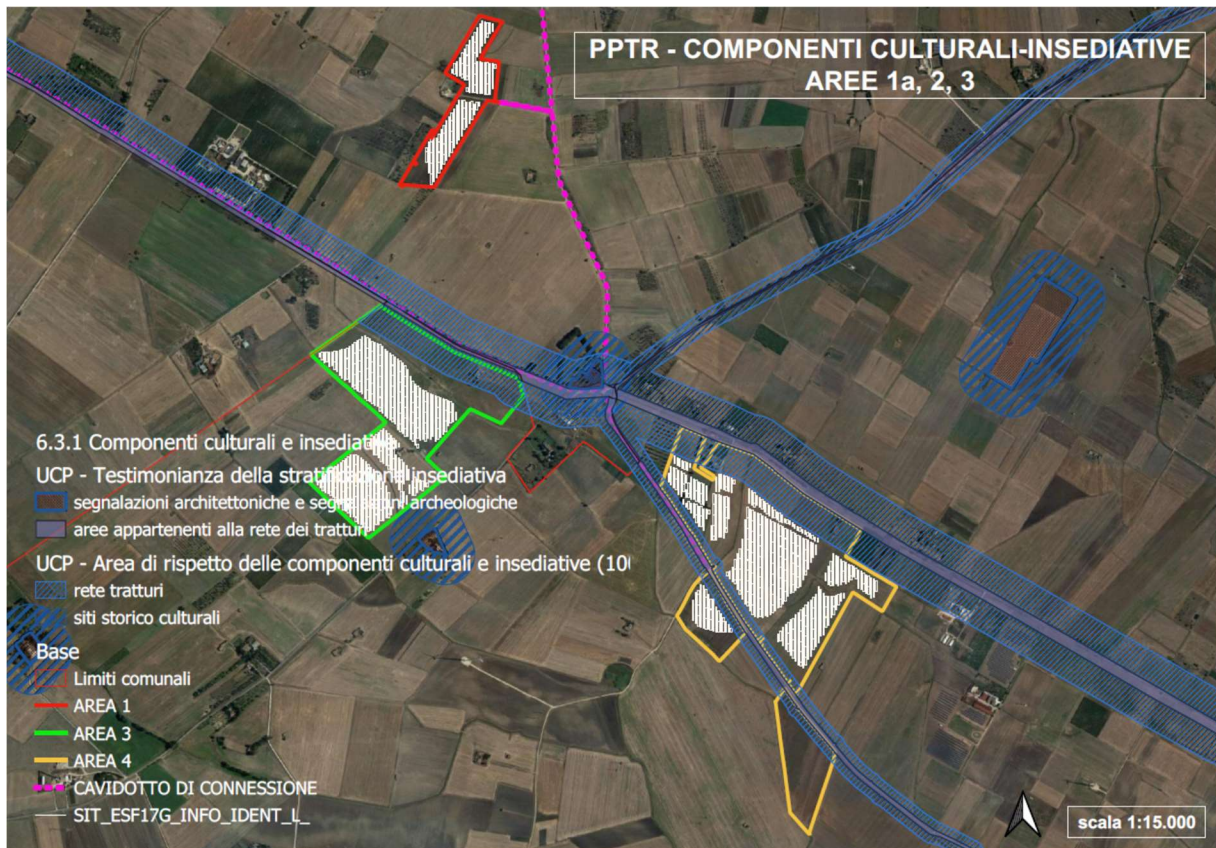 PPTR - COMPONENTI CULTURALI-INSEDIATIVE
AREE 1a, 2, 3
6.3.1 Componenti culturali e insediative
UCP - Testimonianza della stratificazione insediativa
segnalazioni architettoniche e segnalazioni archeologiche
aree appartenenti alla rete dei tratturi
UCP - Area di rispetto delle componenti culturali e insediative (10
rete tratturi
siti storico culturali
Base
Limiti comunali
AREA 1
AREA 3
AREA 4
CAVIDOTTO DI CONNESSIONE
SIT_ESF17G_INFO_IDENT_L_
scala 1:15.000